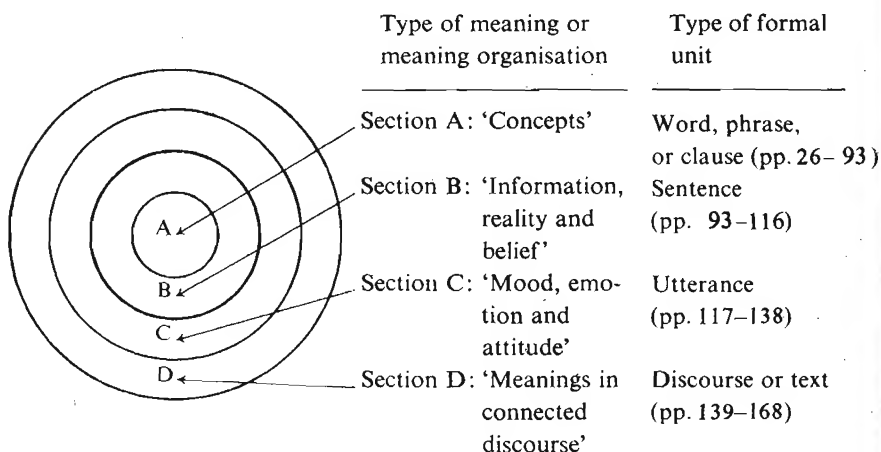 Type of meaning or Type of formal
meaning organisation unit
Section A: 'Concepts' Word, phrase,
or clause (pp. 26–93)
A
Section B: 'Information, Sentence
reality and (pp. 93–116)
belief'
B
Section C: 'Mood, emo- Utterance
tion and (pp. 117–138)
attitude'
C
Section D: 'Meanings in Discourse or text
connected (pp. 139–168)
discourse'
D